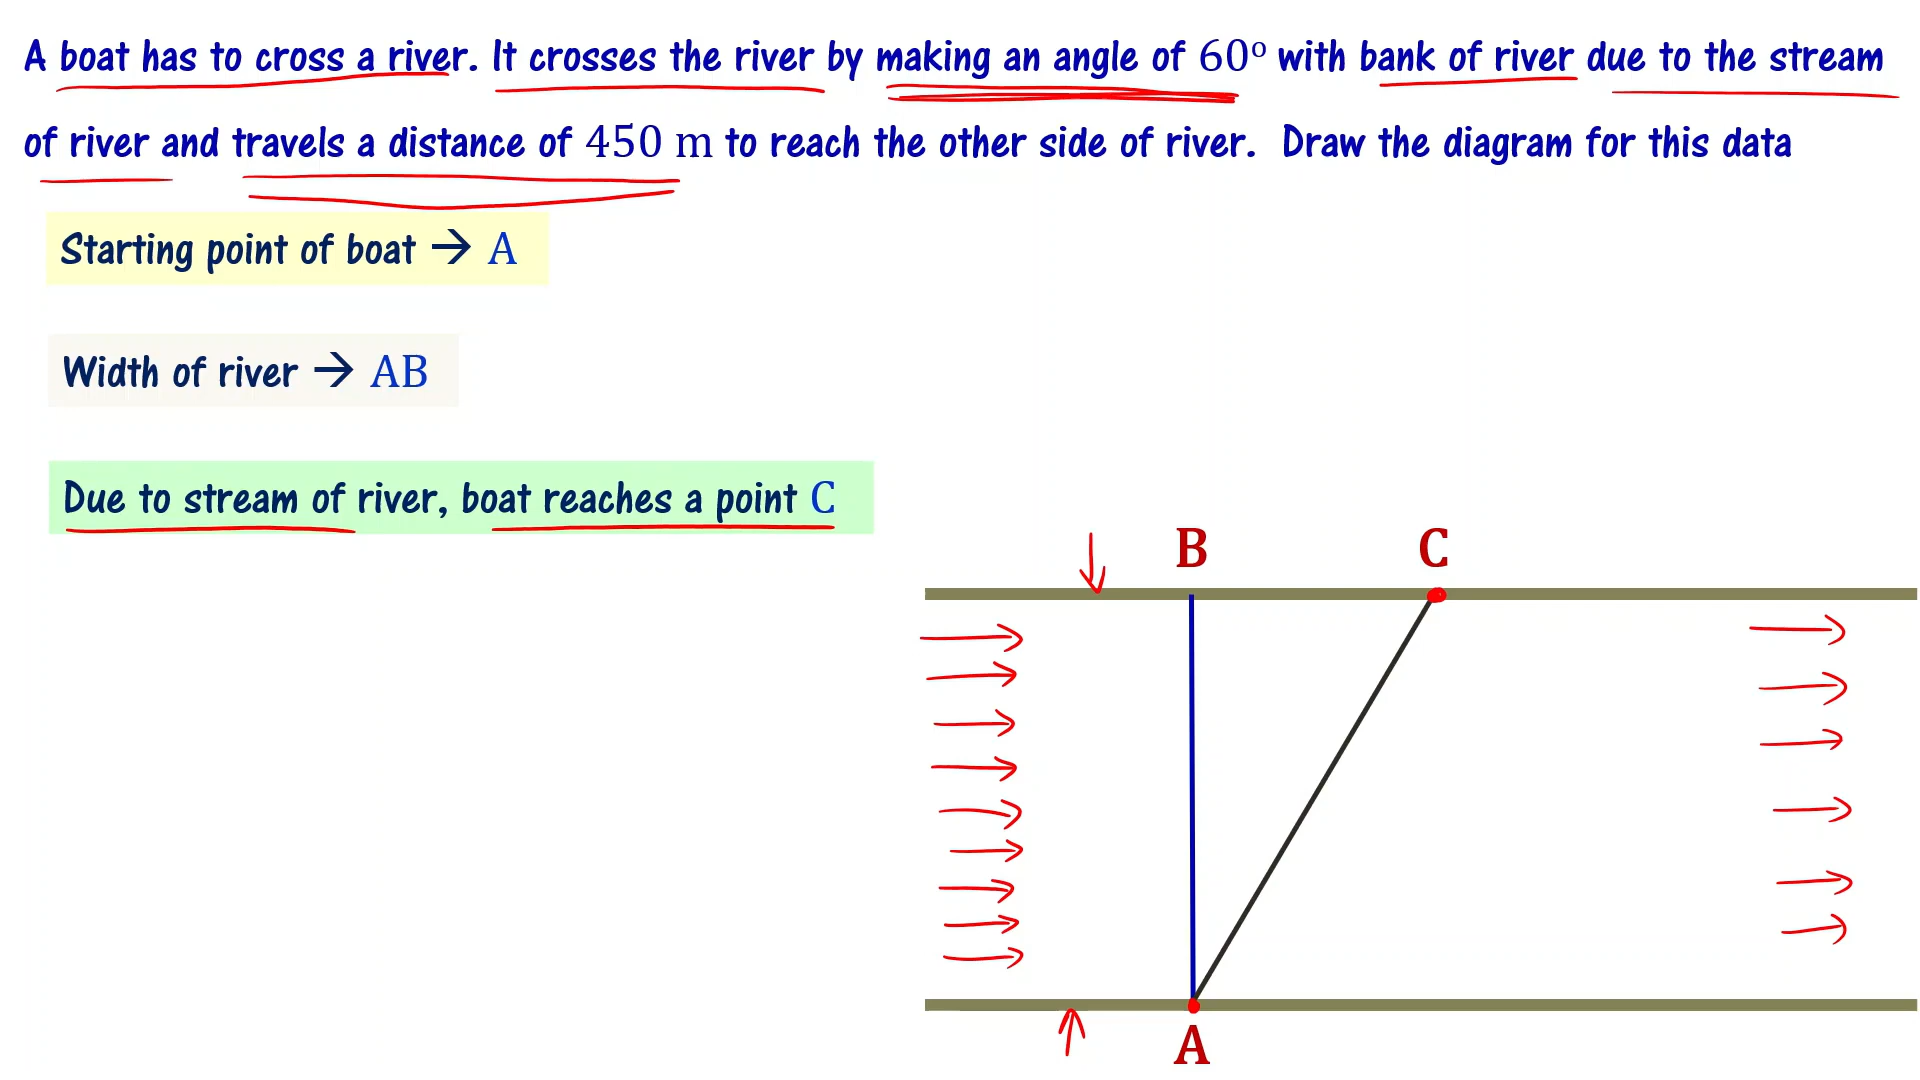 A boat has to cross a river. It crosses the river by making an angle of 60° with bank of river due to the stream
of river and travels a distance of 450 m to reach the other side of river. Draw the diagram for this data
Starting point of boat → A
Width of river → AB
Due to stream of river, boat reaches a point C
B C
A